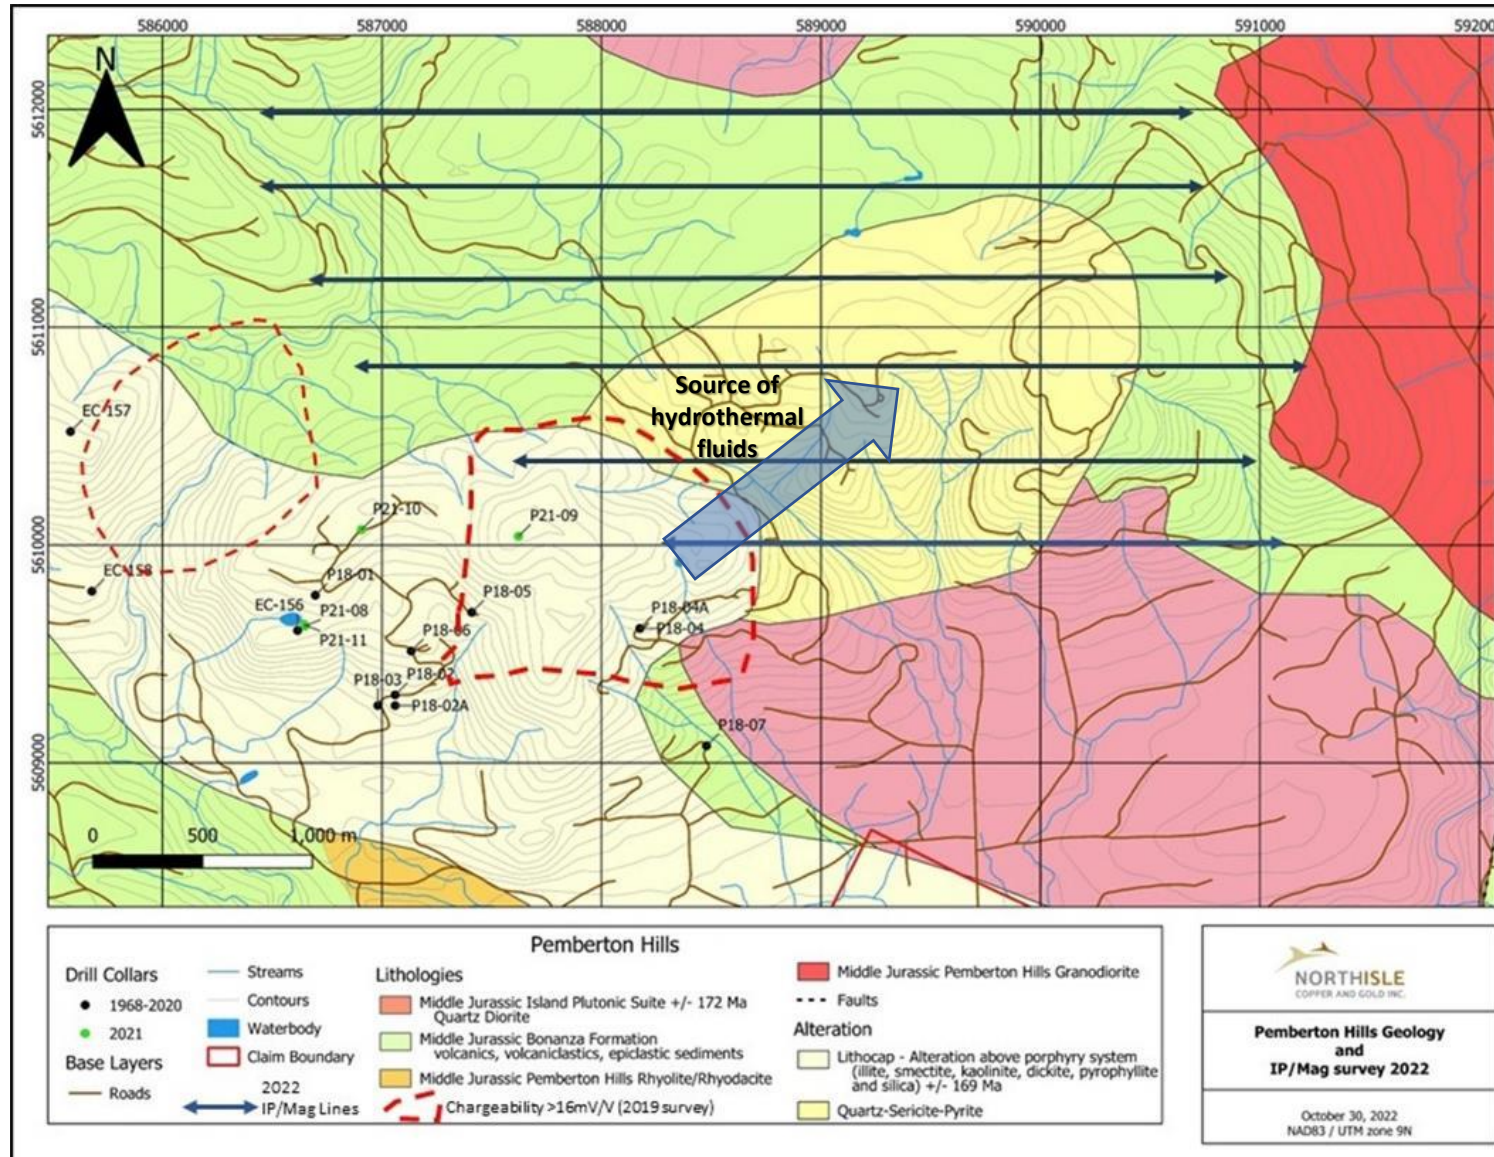 586000
587000
588000
589000
590000
591000
59200
N
5612000
5611000
5610000
5609000
EC-157
Source of
hydrothermal
fluids
P21-10
P21-09
EC-158
P18-01
P18-05
EC-156
P21-08
P18-04A
P18-04
P21-11
P18-06
P18-03
P18-02
P18-02A
P18-07
0 500 1,000 m
Pemberton Hills
Drill Collars
1968-2020
2021
Base Layers
Roads
Streams
Contours
Waterbody
Claim Boundary
2022
IP/Mag Lines
Lithologies
Middle Jurassic Island Plutonic Suite +/- 172 Ma
Quartz Diorite
Middle Jurassic Bonanza Formation
volcanics, volcaniclastics, epiclastic sediments
Middle Jurassic Pemberton Hills Rhyolite/Rhyodacite
Chargeability >16mV/V (2019 survey)
Middle Jurassic Pemberton Hills Granodiorite
Faults
Alteration
Lithocap - Alteration above porphyry system
(illite, smectite, kaolinite, dickite, pyrophyllite
and silica) +/- 169 Ma
Quartz-Sericite-Pyrite
NORTHISLE
COPPER AND GOLD INC.
Pemberton Hills Geology
and
IP/Mag survey 2022
October 30, 2022
NAD83 / UTM zone 9N